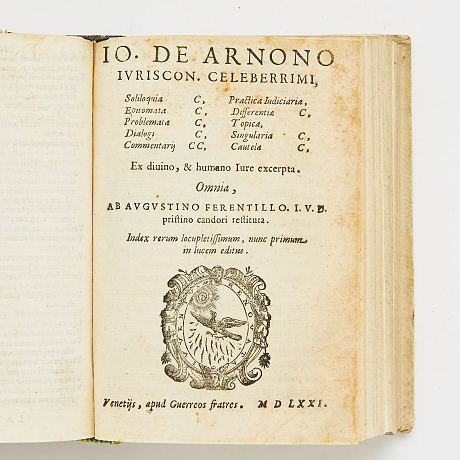 IO. DE ARNONO
IVRISCON. CELEBERRIMI,
Soliloquia C, Practica Iudiciaria,
Epitomata C, Differentiæ C,
Problemata C, Topica,
Dialogi C, Singularia C,
Commentarij CC, Cautelæ C,
Ex diuino, & humano Iure excerpta.
Omnia,
AB AVGVSTINO FERENTILLO. I. V. D.
pristino candori restituta.
Index rerum locupletissimum, nunc primum
in lucem editus.
Venetijs, apud Guerreos fratres. M D LXXI.